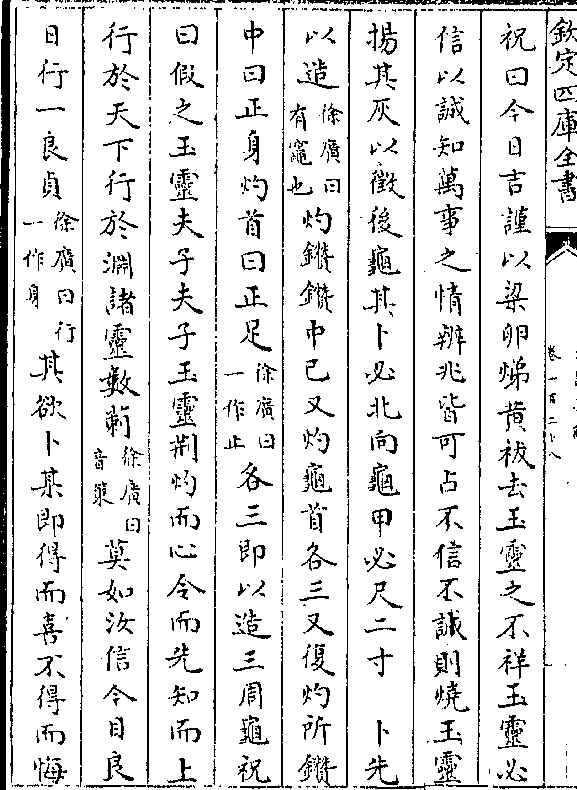 欽定四庫全書
卷一百二十八
祝曰今日吉謹以粱卵焍黄祓去玉靈之不祥玉靈必
信以誠知萬事之情辨兆皆可占不信不誠則燒玉靈
揚其灰以徴後龜其卜必北向龜甲必尺二寸　卜先
以造徐廣曰有竈也灼鑽鑽中已又灼龜首各三又復灼所鑽
中曰正身灼首曰正足徐廣曰一作止各三即以造三周龜祝
曰假之玉靈夫子夫子玉靈荆灼而心令而先知而上
行於天下行於淵諸靈數䇲徐廣曰音策莫如汝信今日良
日行一良貞徐廣曰行一作身其欲卜某即得而喜不得而悔